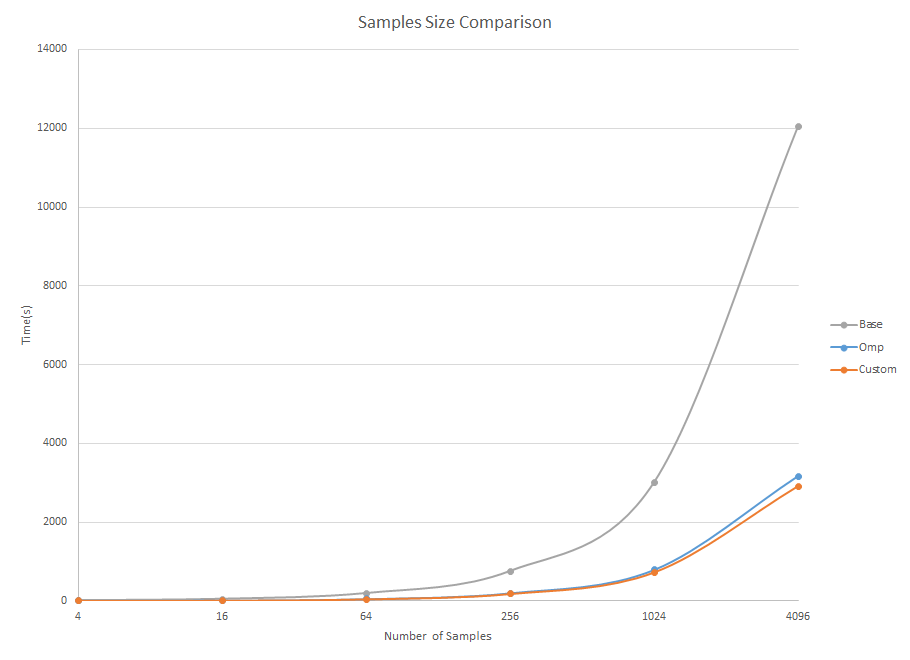 Samples Size Comparison
14000
12000
10000
8000
6000
4000
2000
0
Time(s)
4 16 64 256 1024 4096
Number of Samples
Base
Omp
Custom